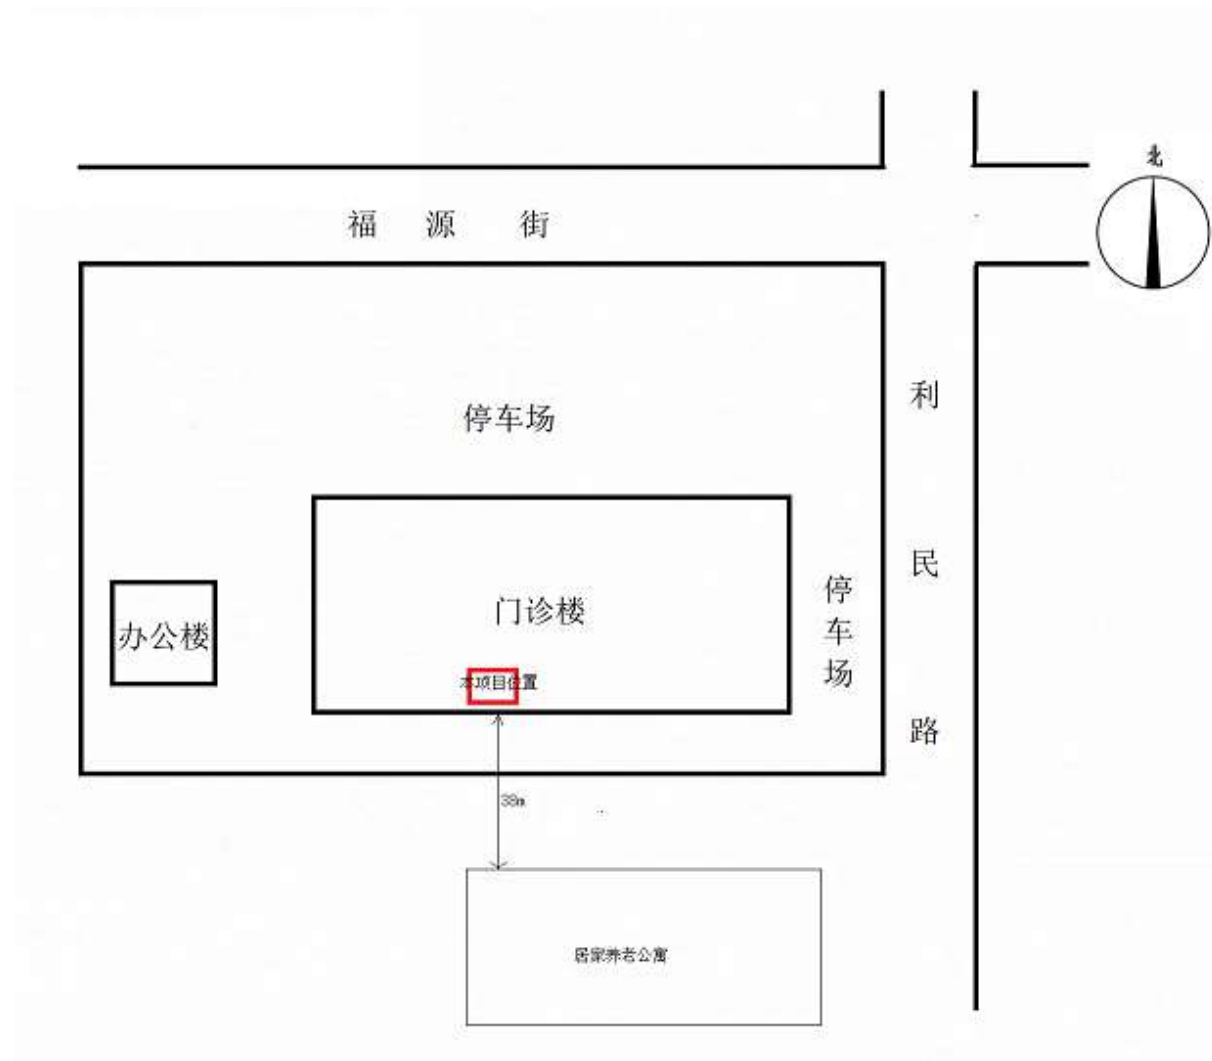 北
福源街
利民路
停车场
门诊楼
停车场
办公楼
本项目位置
38m
居家养老公寓